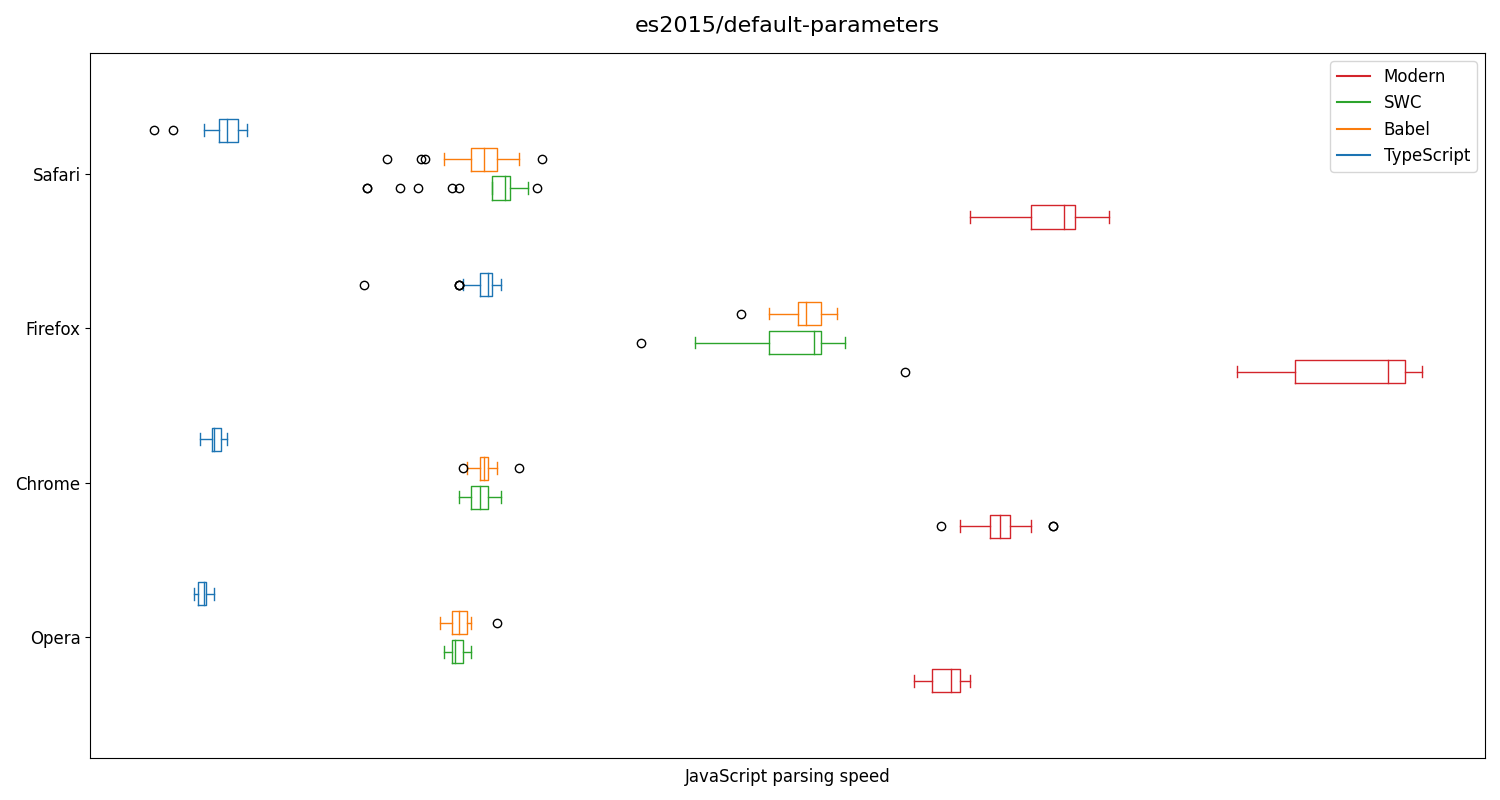 es2015/default-parameters
Modern
SWC
Babel
TypeScript
Safari
Firefox
Chrome
Opera
JavaScript parsing speed